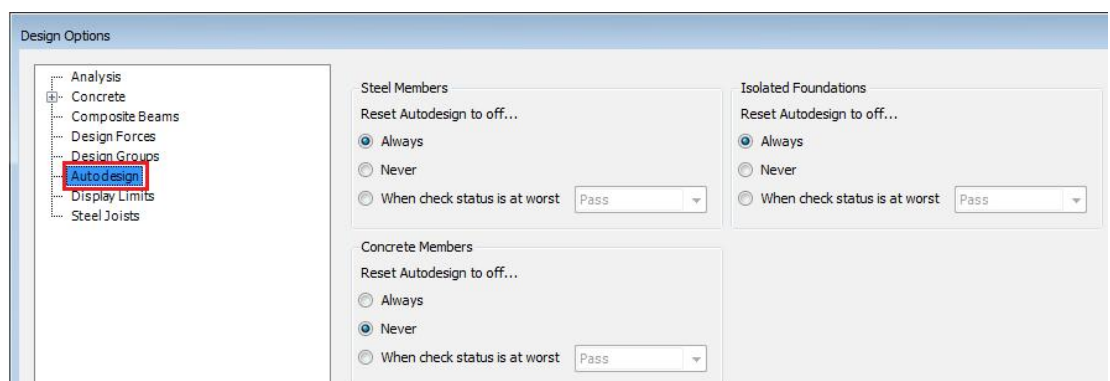 Design Options
Analysis
Concrete
Composite Beams
Design Forces
Design Groups
Autodesign
Display Limits
Steel Joists
Steel Members
Reset Autodesign to off...
Always
Never
When check status is at worst Pass
Isolated Foundations
Reset Autodesign to off...
Always
Never
When check status is at worst Pass
Concrete Members
Reset Autodesign to off...
Always
Never
When check status is at worst Pass